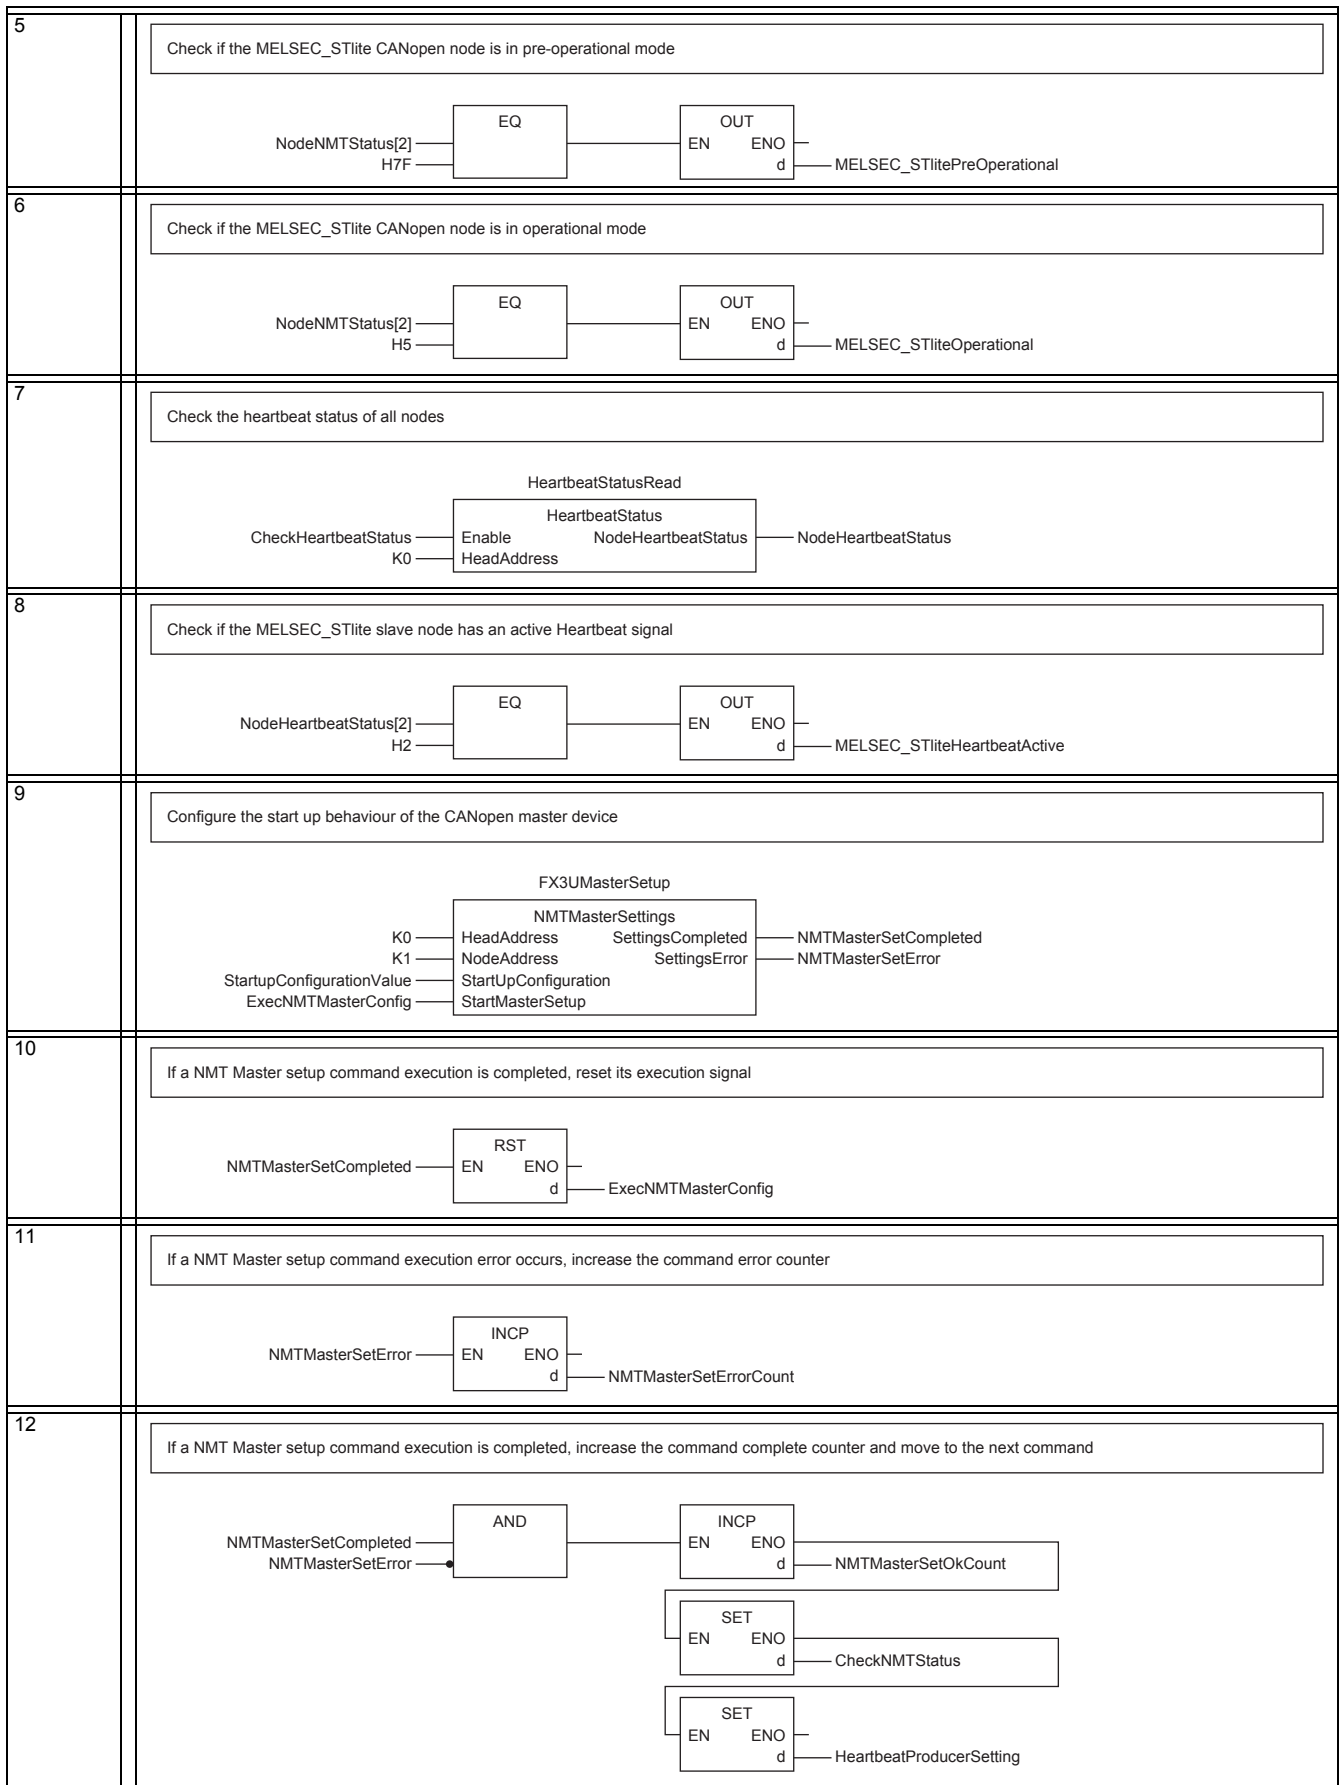 5
Check if the MELSEC_STlite CANopen node is in pre-operational mode
EQ OUT
NodeNMTStatus[2] EN ENO
H7F d MELSEC_STlitePreOperational
6
Check if the MELSEC_STlite CANopen node is in operational mode
EQ OUT
NodeNMTStatus[2] EN ENO
H5 d MELSEC_STliteOperational
7
Check the heartbeat status of all nodes
HeartbeatStatusRead
HeartbeatStatus
CheckHeartbeatStatus Enable NodeHeartbeatStatus NodeHeartbeatStatus
K0 HeadAddress
8
Check if the MELSEC_STlite slave node has an active Heartbeat signal
EQ OUT
NodeHeartbeatStatus[2] EN ENO
H2 d MELSEC_STliteHeartbeatActive
9
Configure the start up behaviour of the CANopen master device
FX3UMasterSetup
NMTMasterSettings
K0 HeadAddress SettingsCompleted NMTMasterSetCompleted
K1 NodeAddress SettingsError NMTMasterSetError
StartupConfigurationValue StartUpConfiguration
ExecNMTMasterConfig StartMasterSetup
10
If a NMT Master setup command execution is completed, reset its execution signal
RST
NMTMasterSetCompleted EN ENO
d ExecNMTMasterConfig
11
If a NMT Master setup command execution error occurs, increase the command error counter
INCP
NMTMasterSetError EN ENO
d NMTMasterSetErrorCount
12
If a NMT Master setup command execution is completed, increase the command complete counter and move to the next command
AND INCP
NMTMasterSetCompleted EN ENO
NMTMasterSetError d NMTMasterSetOkCount
SET
EN ENO
d CheckNMTStatus
SET
EN ENO
d HeartbeatProducerSetting